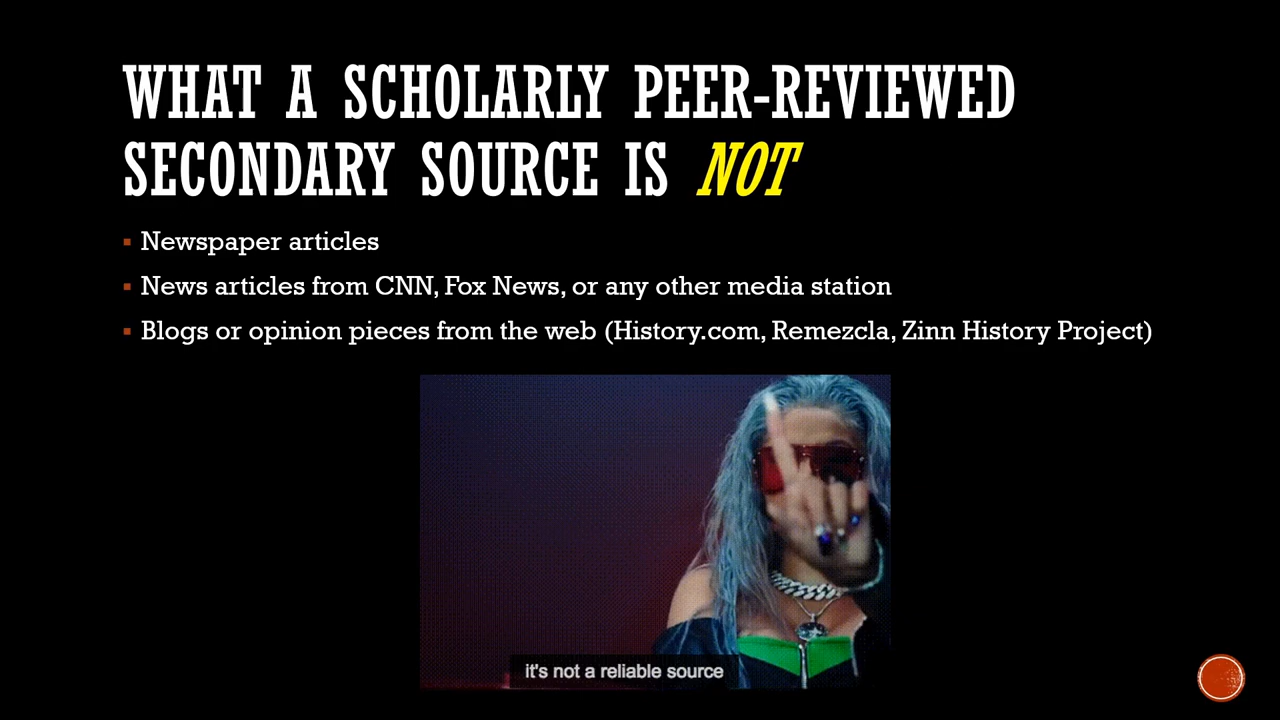 WHAT A SCHOLARLY PEER-REVIEWED
SECONDARY SOURCE IS NOT
Newspaper articles
News articles from CNN, Fox News, or any other media station
Blogs or opinion pieces from the web (History.com, Remezcla, Zinn History Project)
it's not a reliable source